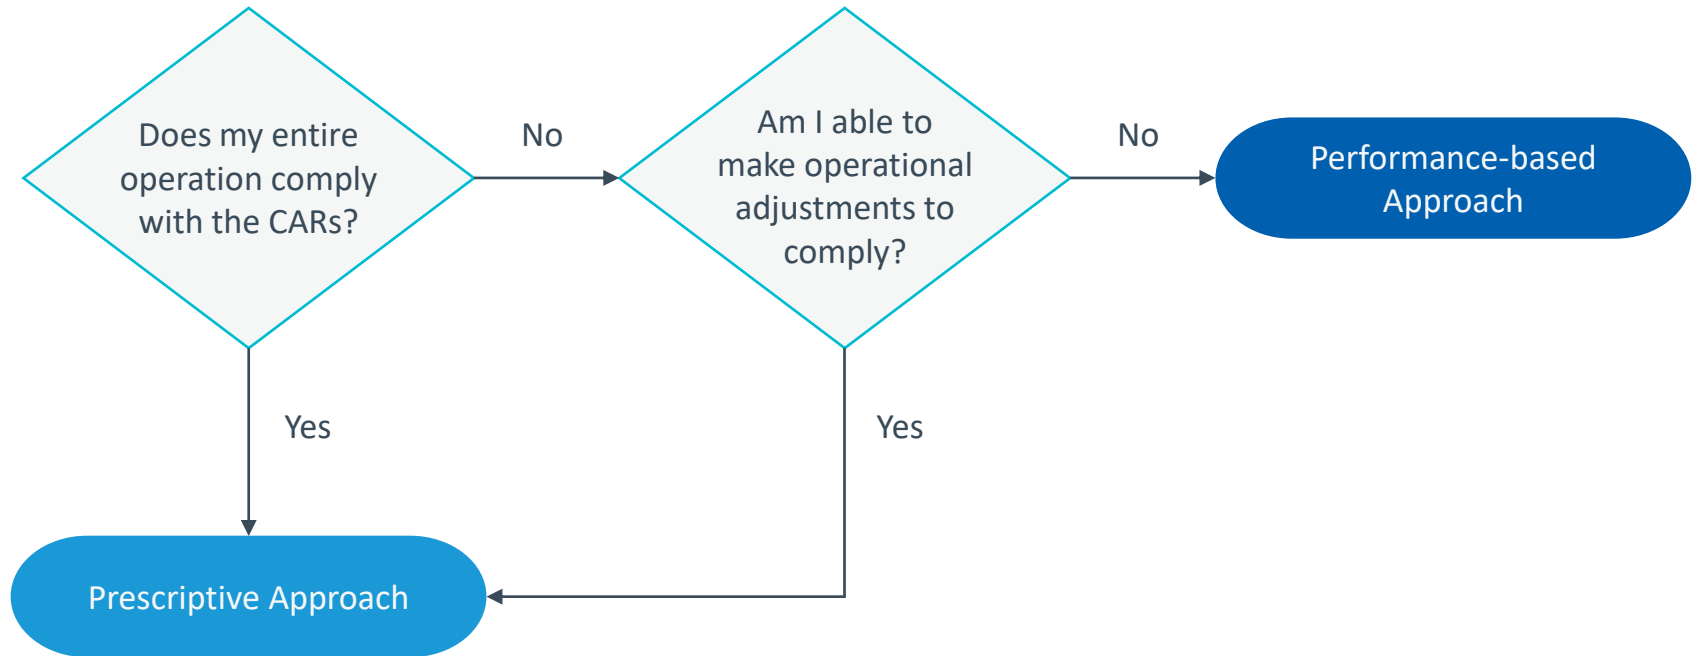 Does my entire
operation comply
with the CARs?
No
Am I able to
make operational
adjustments to
comply?
No
Performance-based
Approach
Yes
Yes
Prescriptive Approach